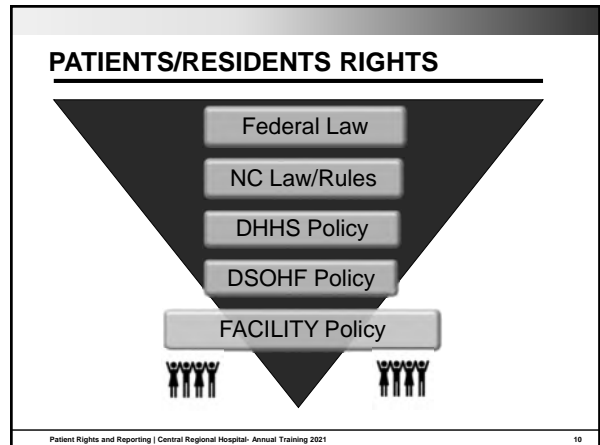 PATIENTS/RESIDENTS RIGHTS
Federal Law
NC Law/Rules
DHHS Policy
DSOHF Policy
FACILITY Policy
Patient Rights and Reporting | Central Regional Hospital- Annual Training 2021 10